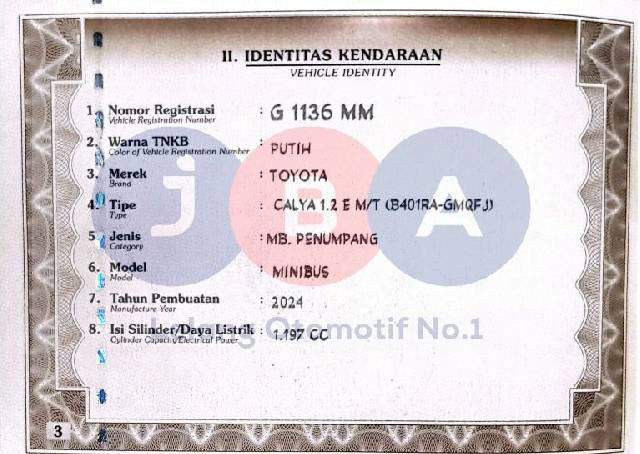 II. IDENTITAS KENDARAAN
VEHICLE IDENTITY
1. Nomor Registrasi : G 1136 MM
Vehicle Registration Number
2. Warna TNKB : PUTIH
Color of Vehicle Registration Number
3. Merek : TOYOTA
Brand
4. Tipe : CALYA 1.2 E M/T (B401RA-GMQFJ)
Type
5. Jenis : MB. PENUMPANG
Category
6. Model : MINIBUS
Model
7. Tahun Pembuatan : 2024
Manufacture Year
8. Isi Silinder/Daya Listrik : 1.197 CC
Cylinder Capacity/Electrical Power
JBA
Otomotif No.1
3